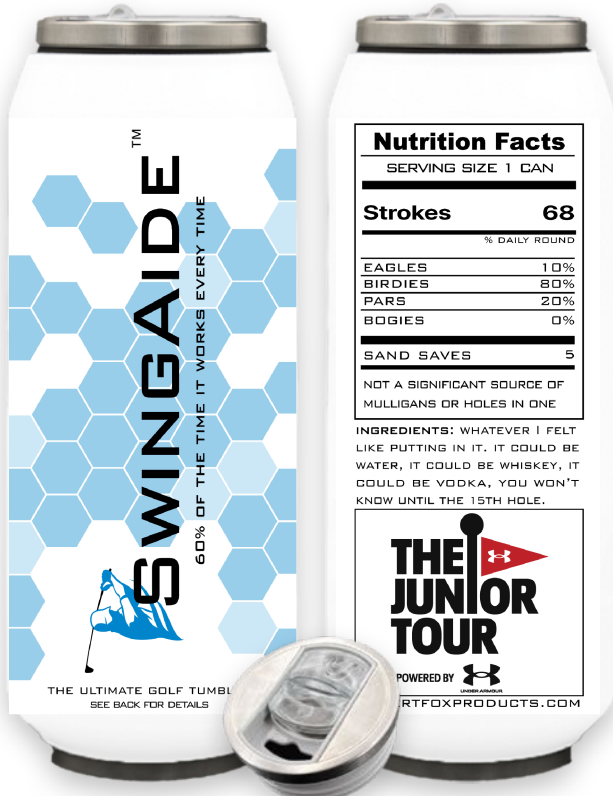 SWINGAIDE™
60% OF THE TIME IT WORKS EVERY TIME
THE ULTIMATE GOLF TUMBL
SEE BACK FOR DETAILS
Nutrition Facts
SERVING SIZE 1 CAN
Strokes 68
% DAILY ROUND
EAGLES 10%
BIRDIES 80%
PARS 20%
BOGIES 0%
SAND SAVES 5
NOT A SIGNIFICANT SOURCE OF
MULLIGANS OR HOLES IN ONE
INGREDIENTS: WHATEVER I FELT
LIKE PUTTING IN IT. IT COULD BE
WATER, IT COULD BE WHISKEY, IT
COULD BE VODKA, YOU WON'T
KNOW UNTIL THE 15TH HOLE.
THE
JUNIOR
TOUR
POWERED BY
UNDER ARMOUR
RTFOXPRODUCTS.COM